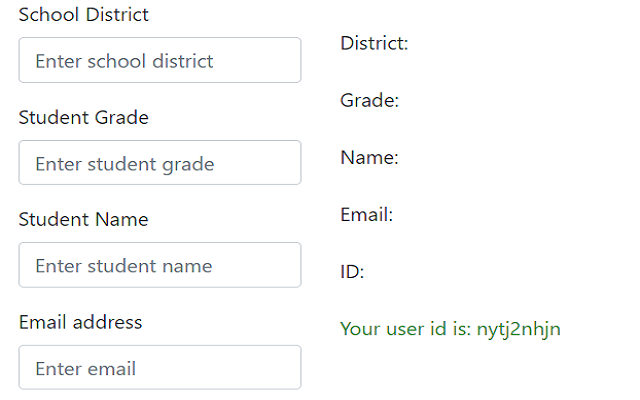 School District
Enter school district
Student Grade
Enter student grade
Student Name
Enter student name
Email address
Enter email
District:
Grade:
Name:
Email:
ID:
Your user id is: nytj2nhjn